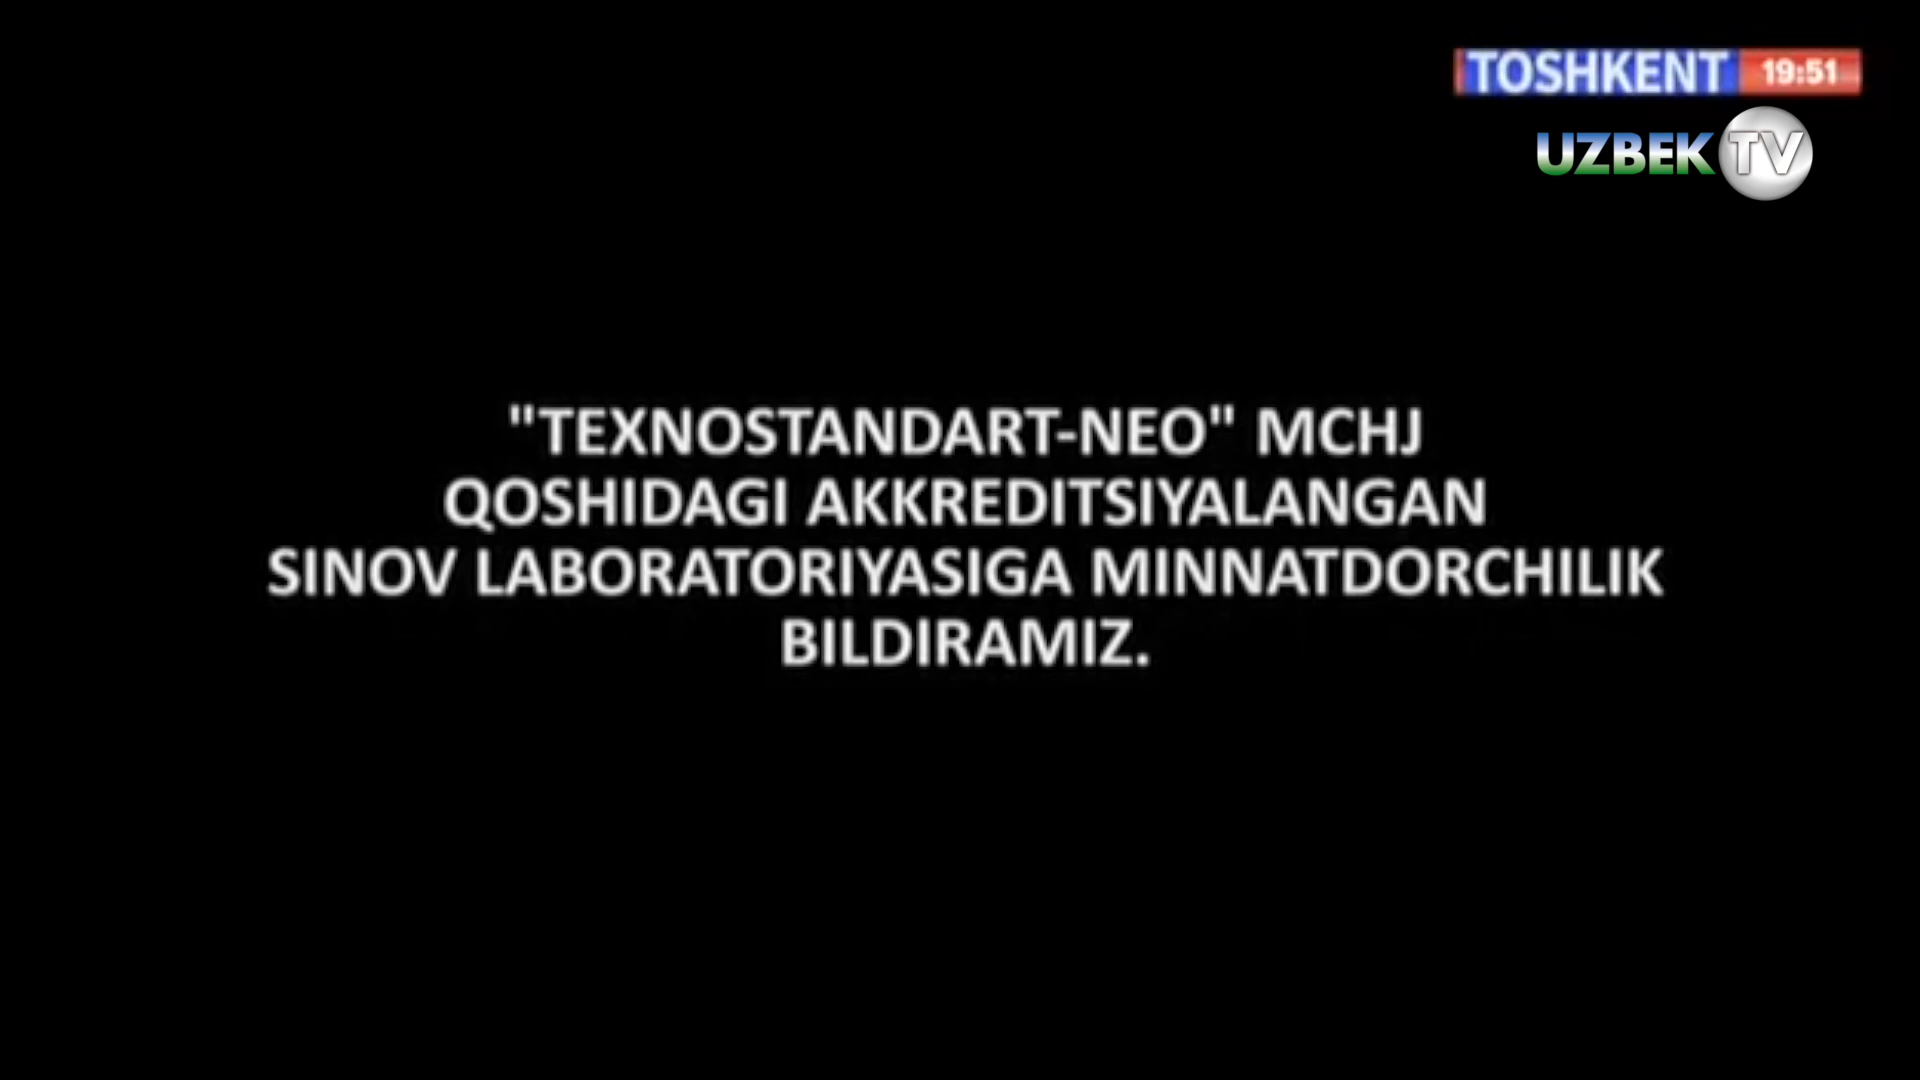 TOSHKENT 19:51
UZBEK TV
"TEXNOSTANDART-NEO" MCHJ
QOSHIDAGI AKKREDITSIYALANGAN
SINOV LABORATORIYASIGA MINNATDORCHILIK
BILDIRAMIZ.